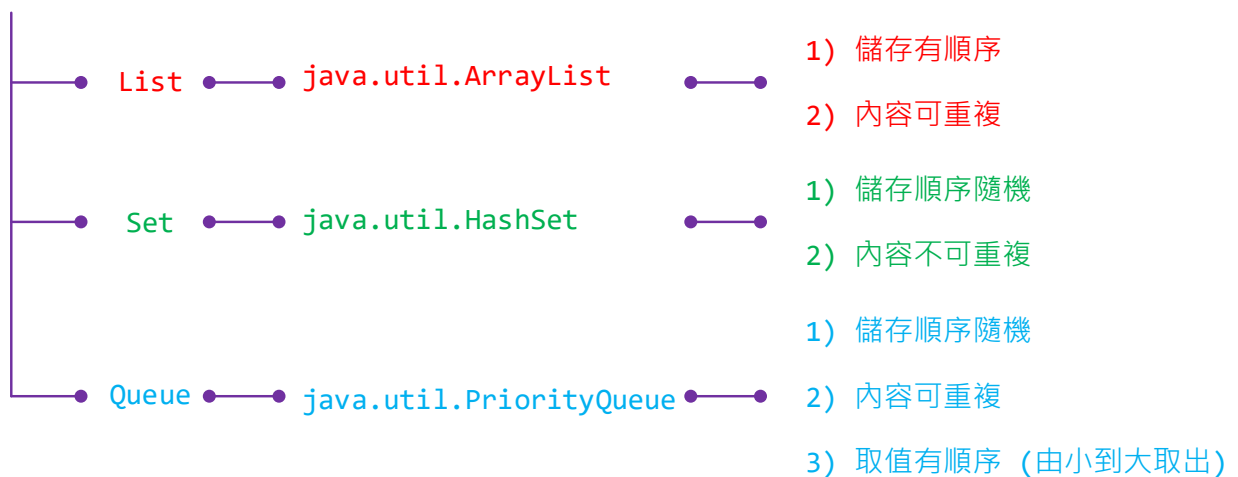 List java.util.ArrayList
1) 儲存有順序
2) 內容可重複
Set java.util.HashSet
1) 儲存順序隨機
2) 內容不可重複
Queue java.util.PriorityQueue
1) 儲存順序隨機
2) 內容可重複
3) 取值有順序 (由小到大取出)